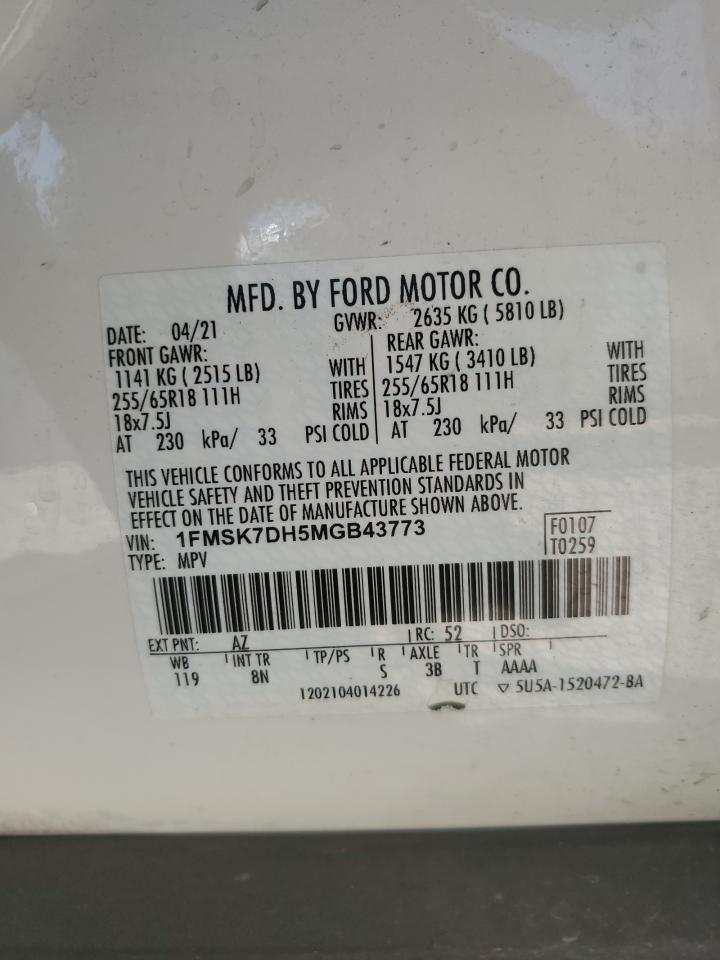 MFD. BY FORD MOTOR CO.
DATE: 04/21 GVWR: 2635 KG ( 5810 LB)
FRONT GAWR: REAR GAWR:
1141 KG ( 2515 LB) WITH 1547 KG ( 3410 LB) WITH
255/65R18 111H TIRES 255/65R18 111H TIRES
18x7.5J RIMS 18x7.5J RIMS
AT 230 kPa/ 33 PSI COLD AT 230 kPa/ 33 PSI COLD
THIS VEHICLE CONFORMS TO ALL APPLICABLE FEDERAL MOTOR
VEHICLE SAFETY AND THEFT PREVENTION STANDARDS IN
EFFECT ON THE DATE OF MANUFACTURE SHOWN ABOVE.
VIN: 1FMSK7DH5MGB43773 F0107
TYPE: MPV T0259
EXT PNT: AZ RC: 52 DSO:
WB INT TR TP/PS R AXLE TR SPR
119 8N S 3B T AAAA
1202104014226 UTC ▽ 5U5A-1520472-BA